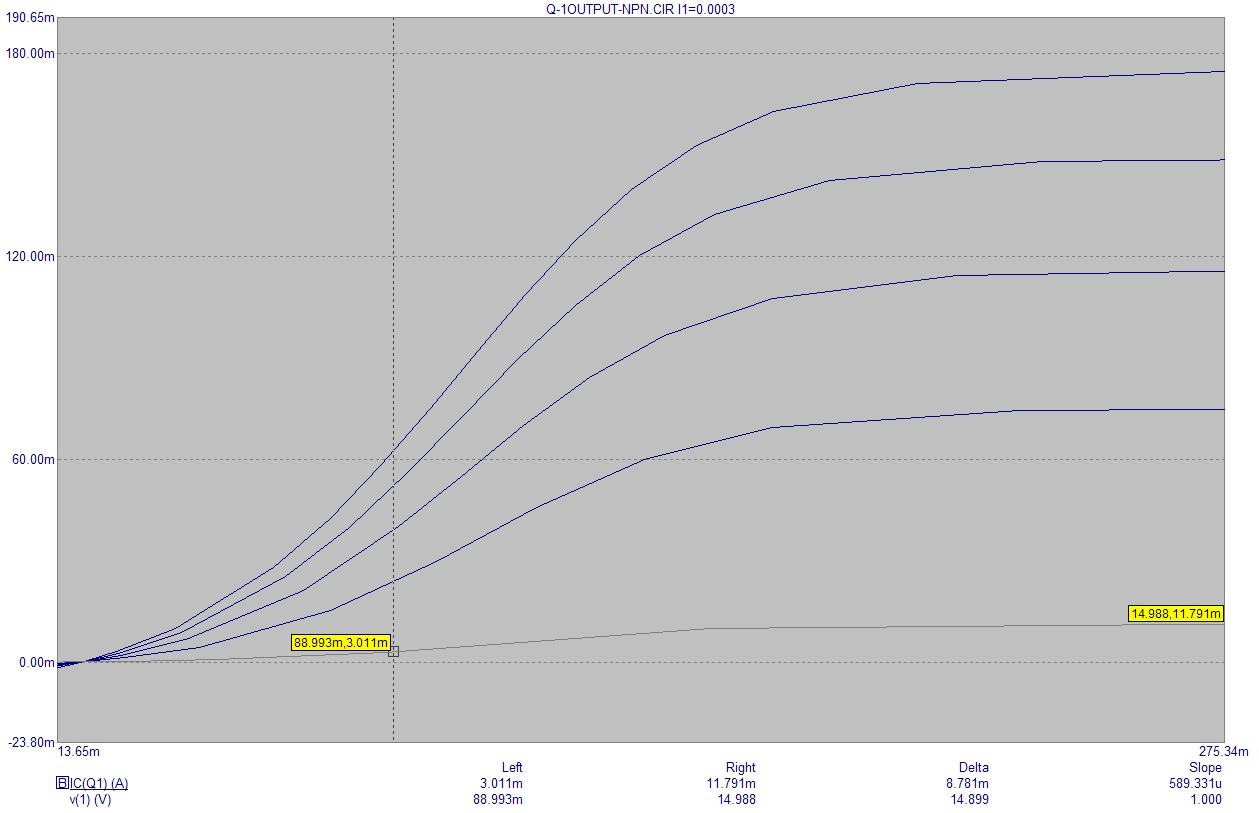 Q-1OUTPUT-NPN.CIR I1=0.0003
190.65m
180.00m
120.00m
60.00m
14.988,11.791m
88.993m,3.011m
0.00m
-23.80m
13.65m 275.34m
Left Right Delta Slope
B IC(Q1) (A) 3.011m 11.791m 8.781m 589.331u
v(1) (V) 88.993m 14.988 14.899 1.000